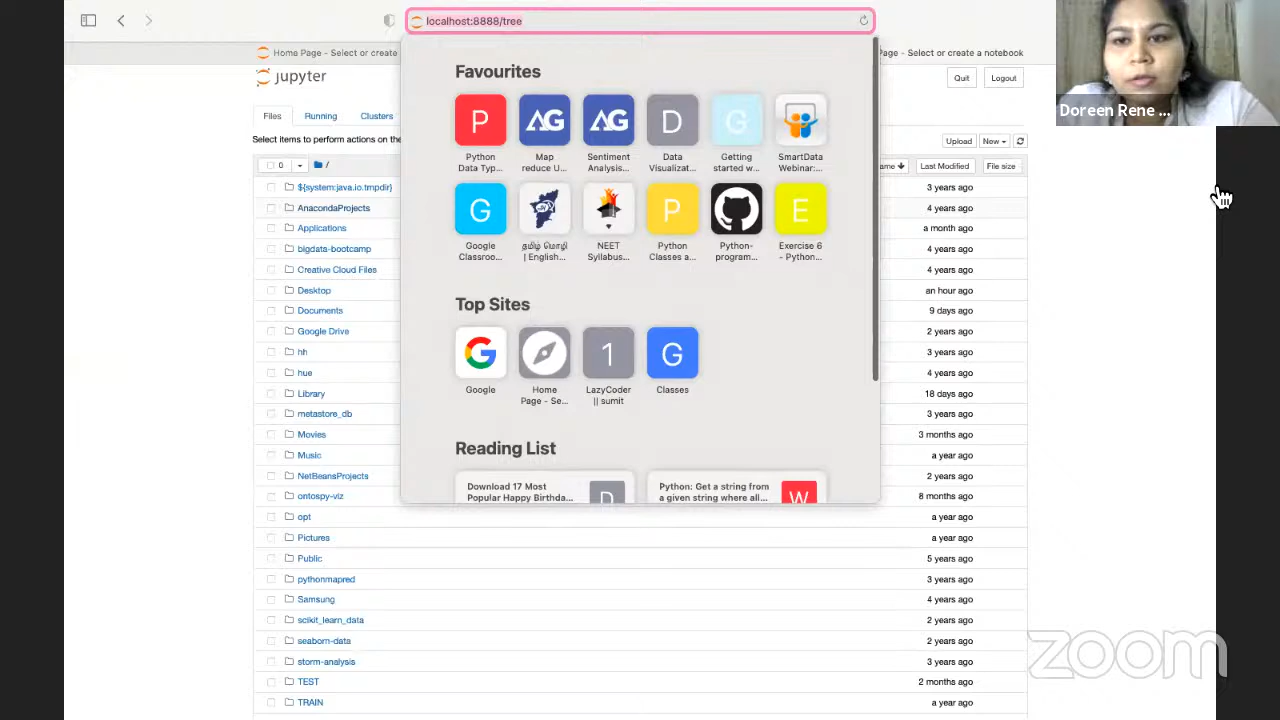 localhost:8888/tree
Home Page - Select or create
Page - Select or create a notebook
jupyter
Quit
Logout
Doreen Rene ...
Files
Running
Clusters
Select items to perform actions on the
Upload
New
0
/
ame
Last Modified
File size
Favourites
Python
Data Typ...
Map
reduce U...
Sentiment
Analysis...
Data
Visualizat...
Getting
started w...
SmartData
Webinar:...
Google
Classroo...
தமிழ் மொழி
| English...
NEET
Syllabus...
Python
Classes a...
Python-
program...
Exercise 6
- Python...
Top Sites
Google
Home
Page - Se...
LazyCoder
|| sumit
Classes
Reading List
Download 17 Most
Popular Happy Birthda...
Python: Get a string from
a given string where all...
${system:java.io.tmpdir}
3 years ago
AnacondaProjects
4 years ago
Applications
a month ago
bigdata-bootcamp
4 years ago
Creative Cloud Files
4 years ago
Desktop
an hour ago
Documents
9 days ago
Google Drive
2 years ago
hh
3 years ago
hue
4 years ago
Library
18 days ago
metastore_db
3 years ago
Movies
3 months ago
Music
a year ago
NetBeansProjects
2 years ago
ontospy-viz
8 months ago
opt
a year ago
Pictures
a year ago
Public
5 years ago
pythonmapred
3 years ago
Samsung
4 years ago
scikit_learn_data
2 years ago
seaborn-data
2 years ago
storm-analysis
3 years ago
TEST
2 months ago
TRAIN
a year ago
zoom